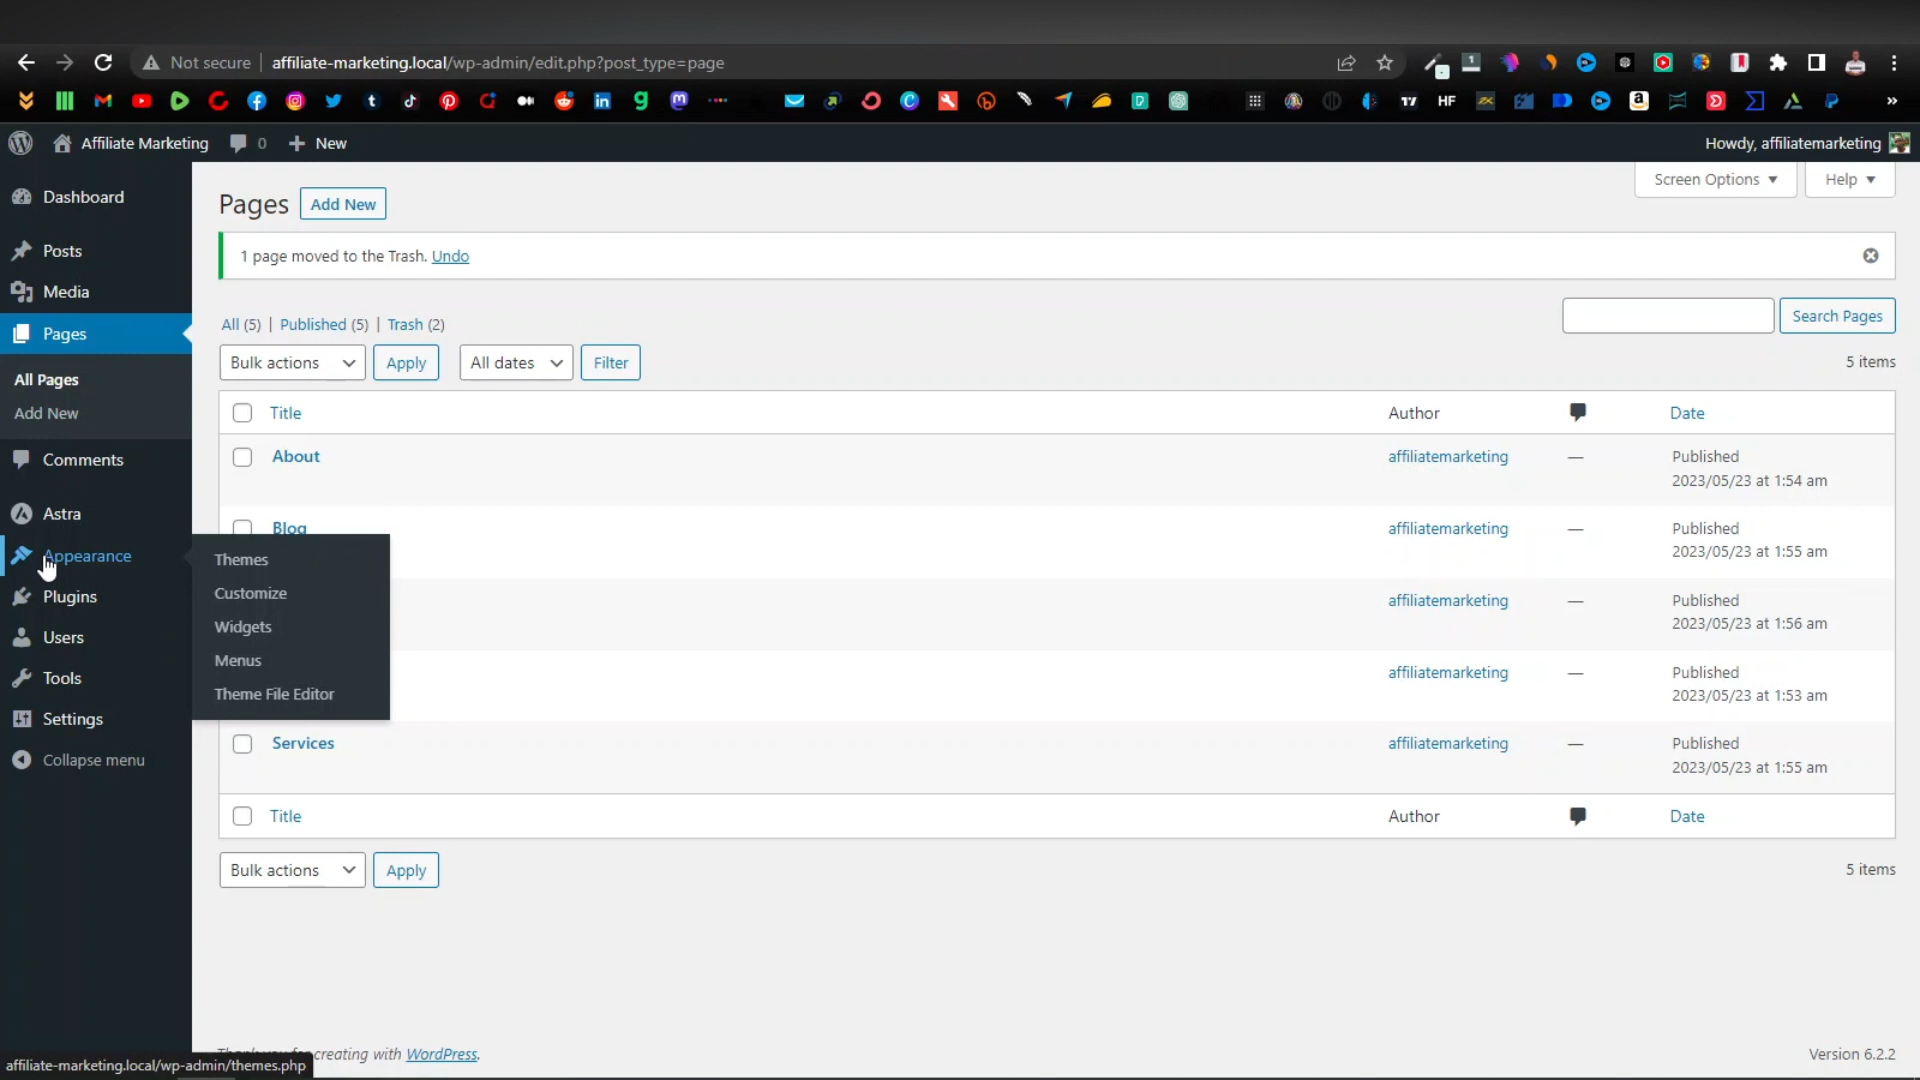 Not secure affiliate-marketing.local/wp-admin/edit.php?post_type=page
HF
Affiliate Marketing 0 New
Howdy, affiliatemarketing
Dashboard
Posts
Media
Pages
All Pages
Add New
Comments
Astra
Appearance
Plugins
Users
Tools
Settings
Collapse menu
Themes
Customize
Widgets
Menus
Theme File Editor
Screen Options Help
Pages Add New
1 page moved to the Trash. Undo
All (5) | Published (5) | Trash (2)
Search Pages
Bulk actions Apply All dates Filter
5 items
Title Author Date
About affiliatemarketing — Published
2023/05/23 at 1:54 am
Blog affiliatemarketing — Published
2023/05/23 at 1:55 am
affiliatemarketing — Published
2023/05/23 at 1:56 am
affiliatemarketing — Published
2023/05/23 at 1:53 am
Services affiliatemarketing — Published
2023/05/23 at 1:55 am
Title Author Date
Bulk actions Apply
5 items
creating with WordPress.
Version 6.2.2
affiliate-marketing.local/wp-admin/themes.php